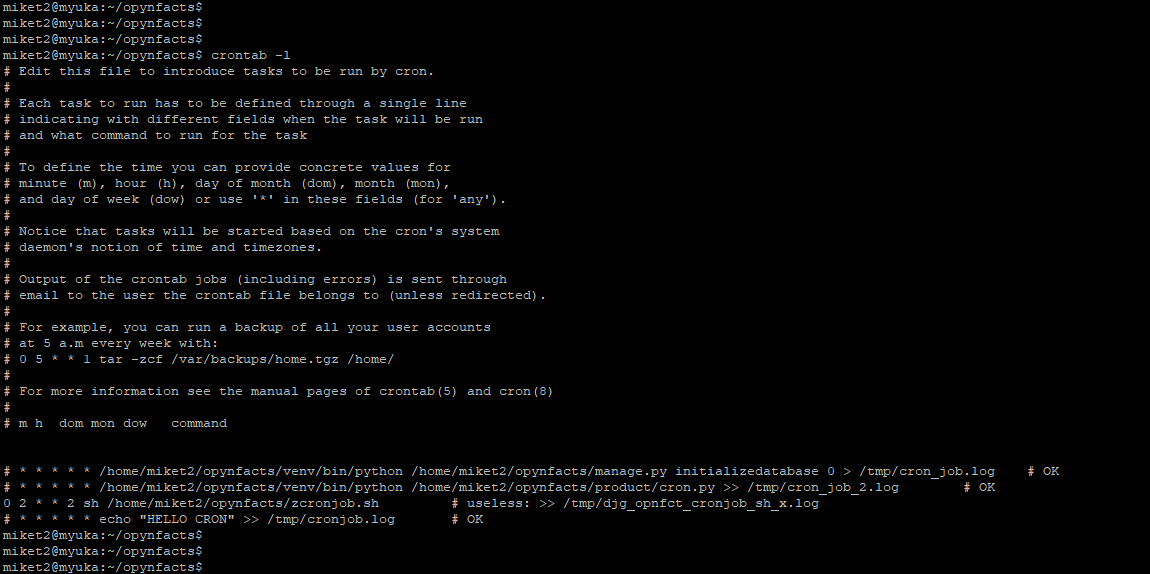 miket2@myuka:~/opynfacts$
miket2@myuka:~/opynfacts$
miket2@myuka:~/opynfacts$
miket2@myuka:~/opynfacts$ crontab -l
# Edit this file to introduce tasks to be run by cron.
#
# Each task to run has to be defined through a single line
# indicating with different fields when the task will be run
# and what command to run for the task
#
# To define the time you can provide concrete values for
# minute (m), hour (h), day of month (dom), month (mon),
# and day of week (dow) or use '*' in these fields (for 'any').
#
# Notice that tasks will be started based on the cron's system
# daemon's notion of time and timezones.
#
# Output of the crontab jobs (including errors) is sent through
# email to the user the crontab file belongs to (unless redirected).
#
# For example, you can run a backup of all your user accounts
# at 5 a.m every week with:
# 0 5 * * 1 tar -zcf /var/backups/home.tgz /home/
#
# For more information see the manual pages of crontab(5) and cron(8)
#
# m h  dom mon dow   command
# * * * * * /home/miket2/opynfacts/venv/bin/python /home/miket2/opynfacts/manage.py initializedatabase 0 > /tmp/cron_job.log    # OK
# * * * * * /home/miket2/opynfacts/venv/bin/python /home/miket2/opynfacts/product/cron.py >> /tmp/cron_job_2.log        # OK
0 2 * * 2 sh /home/miket2/opynfacts/zcronjob.sh         # useless: >> /tmp/djg_opnfct_cronjob_sh_x.log
# * * * * * echo "HELLO CRON" >> /tmp/cronjob.log       # OK
miket2@myuka:~/opynfacts$
miket2@myuka:~/opynfacts$
miket2@myuka:~/opynfacts$